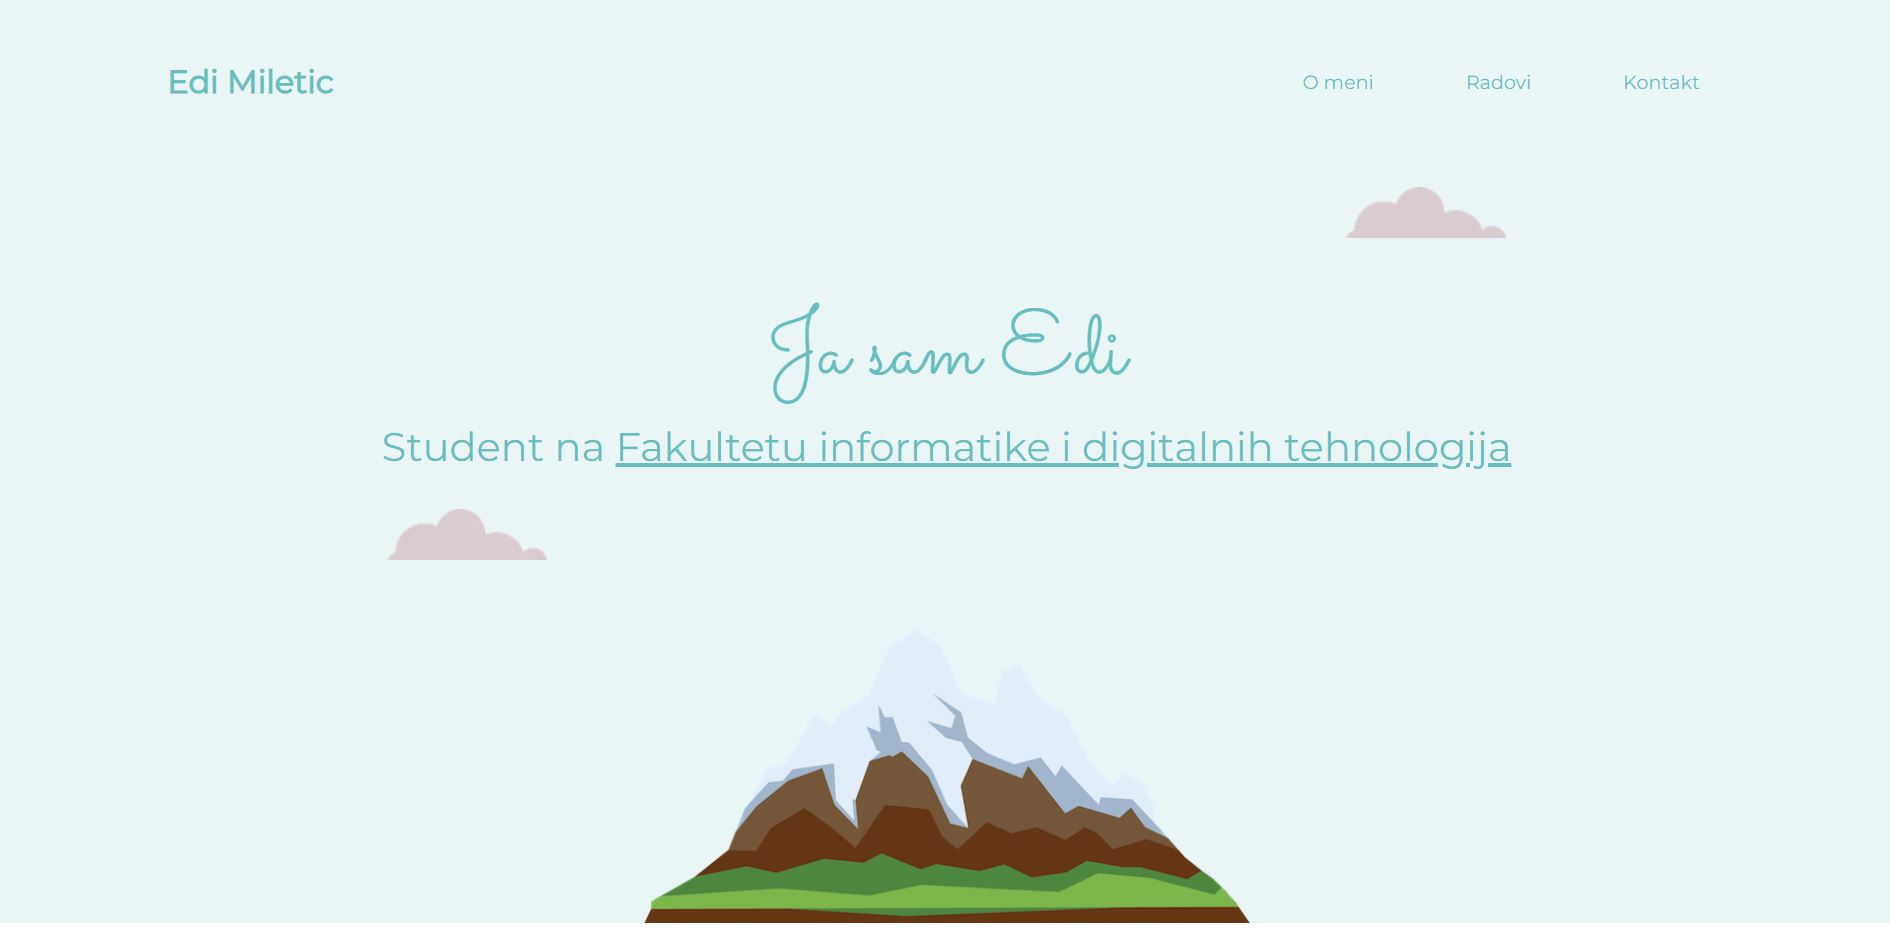 Edi Miletic
O meni
Radovi
Kontakt
Ja sam Edi
Student na Fakultetu informatike i digitalnih tehnologija